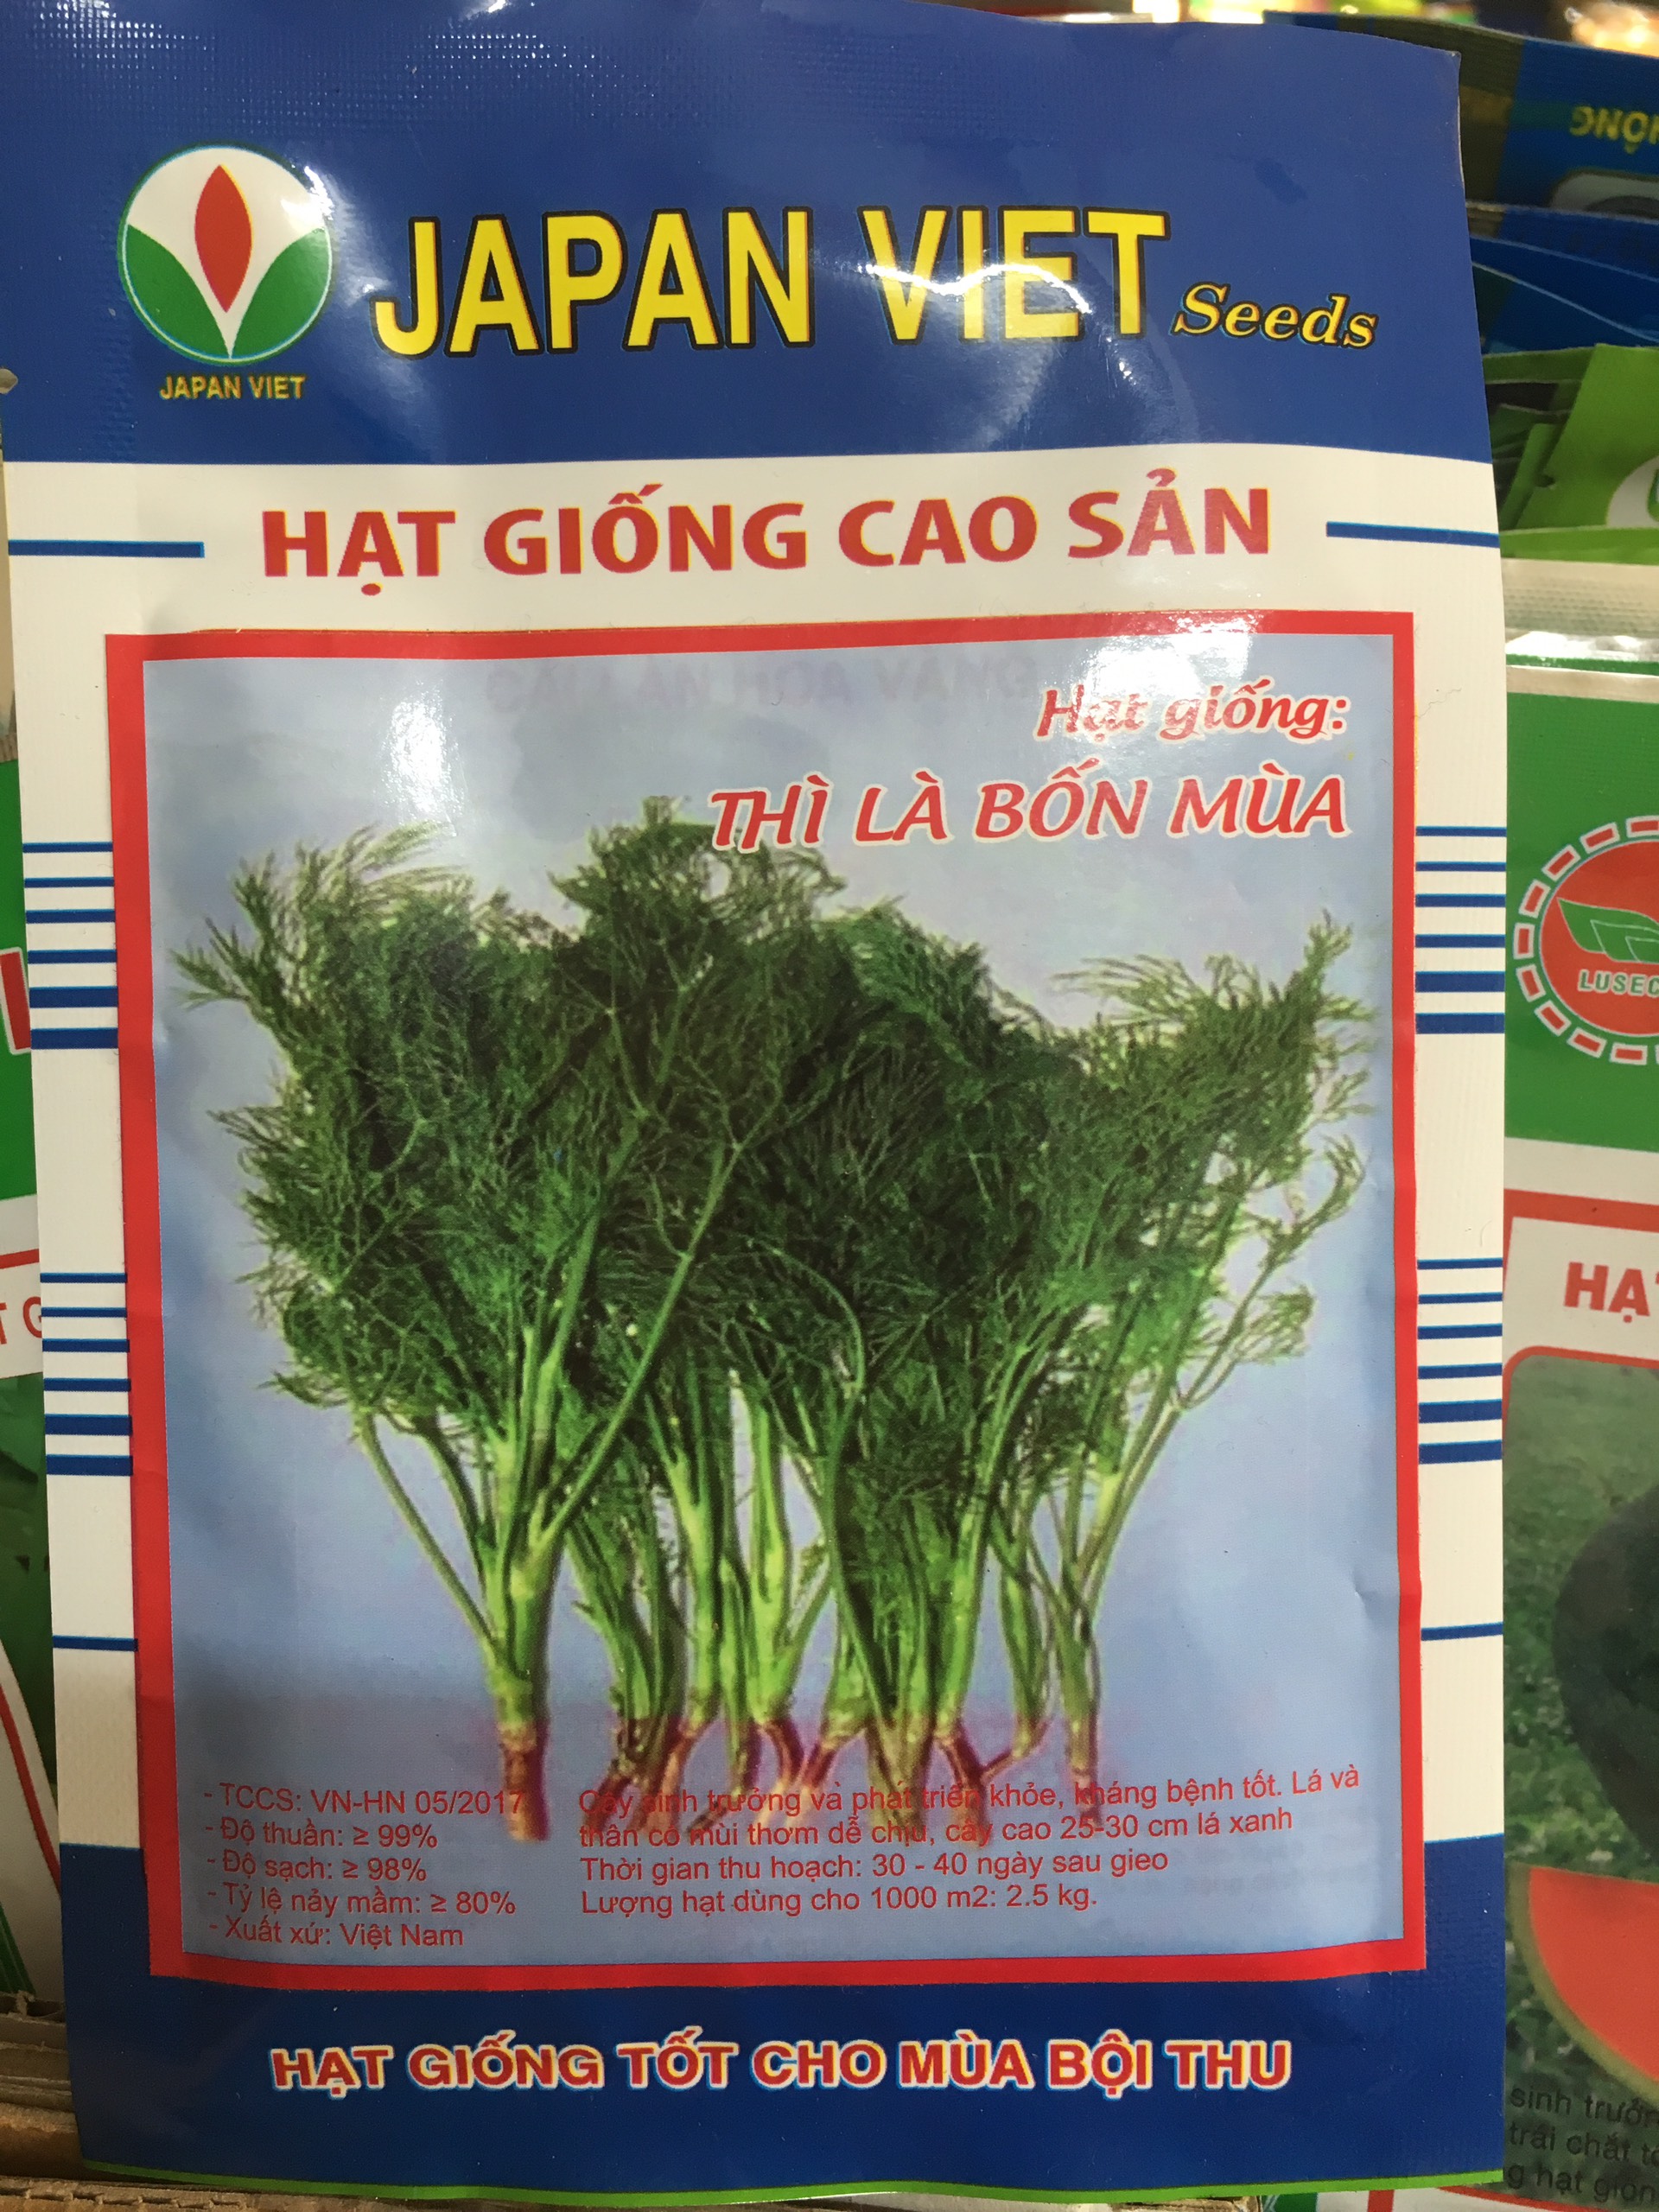 JAPAN VIET Seeds
JAPAN VIET
HẠT GIỐNG CAO SẢN
Hạt giống:
THÌ LÀ BỐN MÙA
- TCCS: VN-HN 05/2017
- Độ thuần: ≥ 99%
- Độ sạch: ≥ 98%
- Tỷ lệ nảy mầm: ≥ 80%
- Xuất xứ: Việt Nam
Cây sinh trưởng và phát triển khỏe, kháng bệnh tốt. Lá và
thân có mùi thơm dễ chịu, cây cao 25-30 cm lá xanh
Thời gian thu hoạch: 30 - 40 ngày sau gieo
Lượng hạt dùng cho 1000 m2: 2.5 kg.
HẠT GIỐNG TỐT CHO MÙA BỘI THU
LUSEC
HẠT
sinh trưởn
trái chắt